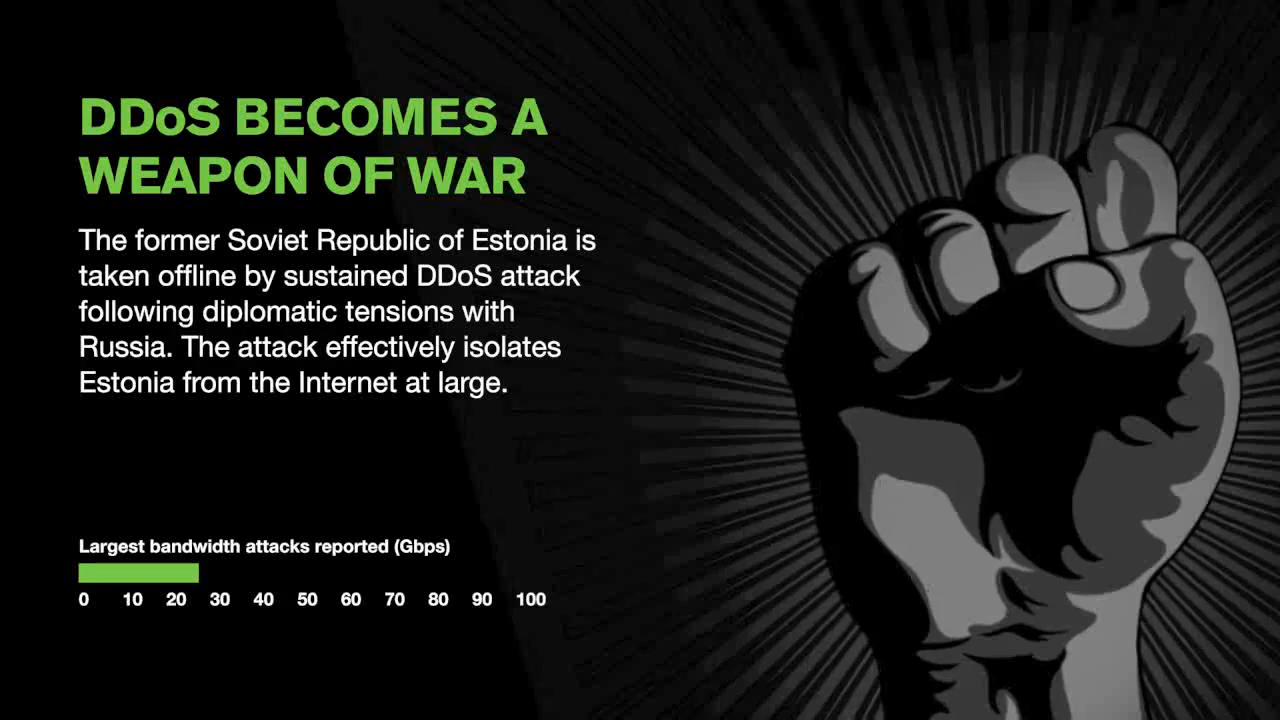 DDoS BECOMES A
WEAPON OF WAR
The former Soviet Republic of Estonia is
taken offline by sustained DDoS attack
following diplomatic tensions with
Russia. The attack effectively isolates
Estonia from the Internet at large.
Largest bandwidth attacks reported (Gbps)
0 10 20 30 40 50 60 70 80 90 100